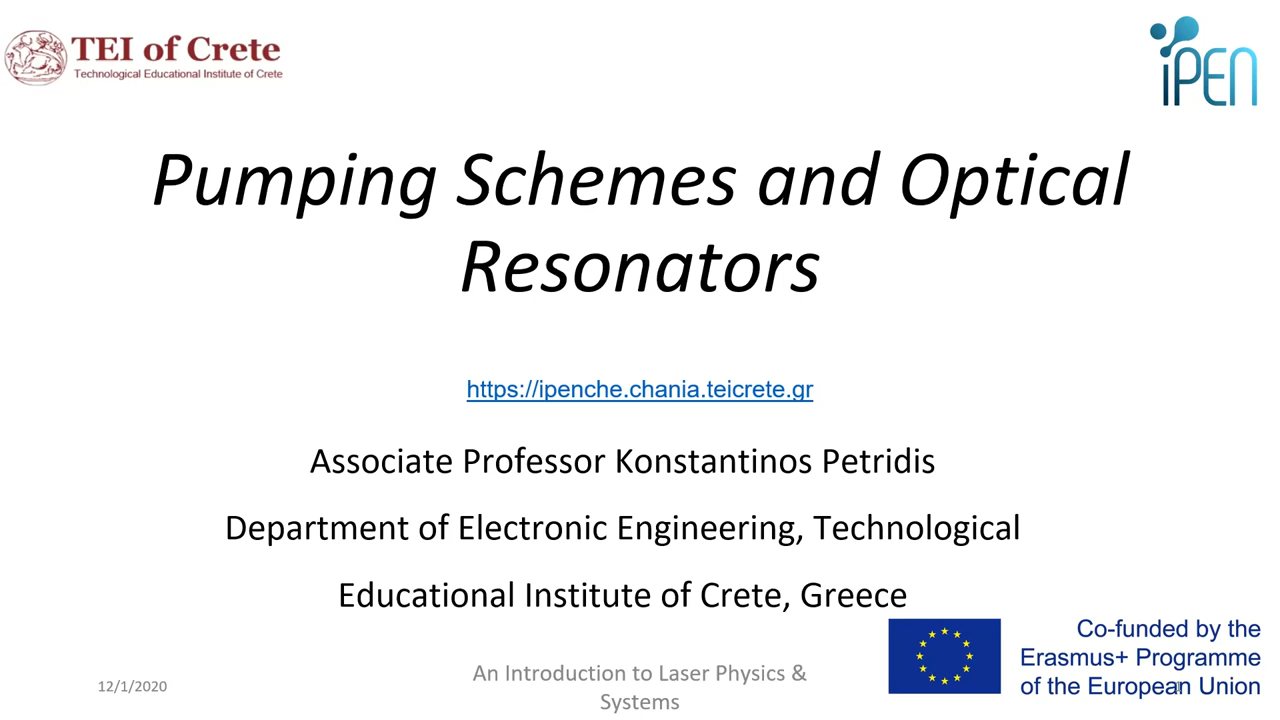 TEI of Crete
Technological Educational Institute of Crete
iPEN
Pumping Schemes and Optical
Resonators
https://ipenche.chania.teicrete.gr
Associate Professor Konstantinos Petridis
Department of Electronic Engineering, Technological
Educational Institute of Crete, Greece
12/1/2020
An Introduction to Laser Physics &
Systems
Co-funded by the
Erasmus+ Programme
of the European Union